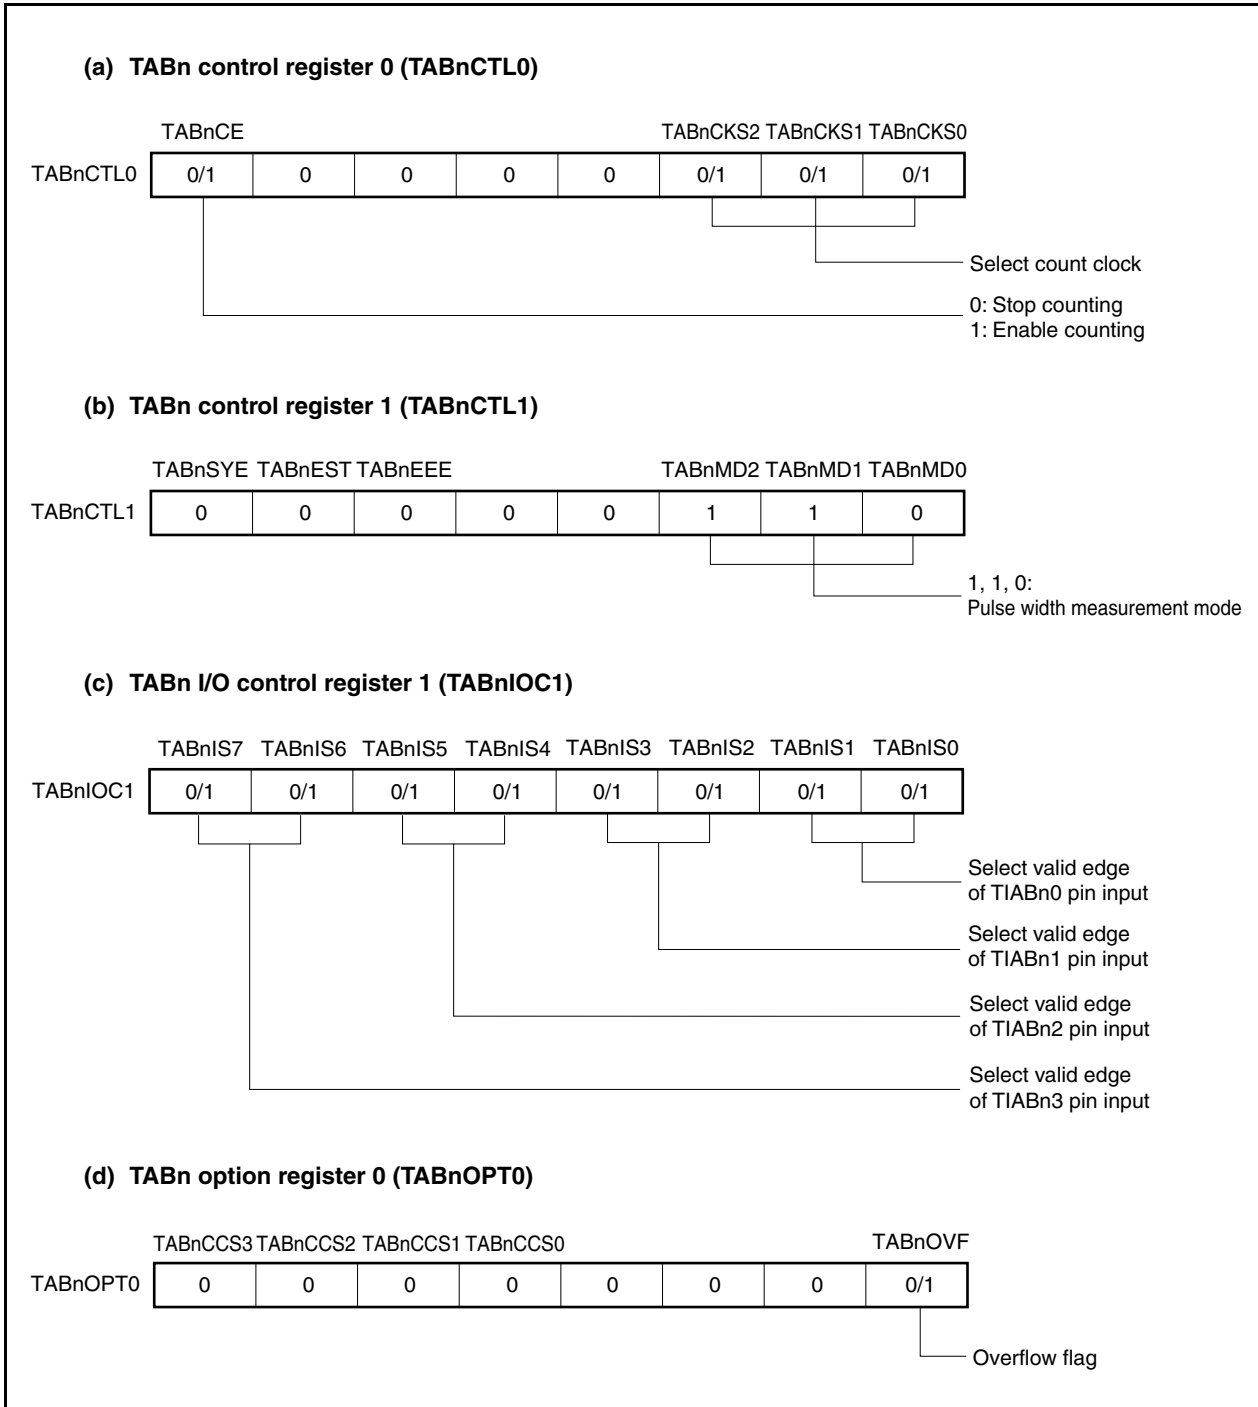 (a) TABn control register 0 (TABnCTL0)
TABnCE TABnCKS2 TABnCKS1 TABnCKS0
TABnCTL0 0/1 0 0 0 0 0/1 0/1 0/1
Select count clock
0: Stop counting
1: Enable counting
(b) TABn control register 1 (TABnCTL1)
TABnSYE TABnEST TABnEEE TABnMD2 TABnMD1 TABnMD0
TABnCTL1 0 0 0 0 0 1 1 0
1, 1, 0:
Pulse width measurement mode
(c) TABn I/O control register 1 (TABnIOC1)
TABnIS7 TABnIS6 TABnIS5 TABnIS4 TABnIS3 TABnIS2 TABnIS1 TABnIS0
TABnIOC1 0/1 0/1 0/1 0/1 0/1 0/1 0/1 0/1
Select valid edge
of TIABn0 pin input
Select valid edge
of TIABn1 pin input
Select valid edge
of TIABn2 pin input
Select valid edge
of TIABn3 pin input
(d) TABn option register 0 (TABnOPT0)
TABnCCS3 TABnCCS2 TABnCCS1 TABnCCS0 TABnOVF
TABnOPT0 0 0 0 0 0 0 0 0/1
Overflow flag